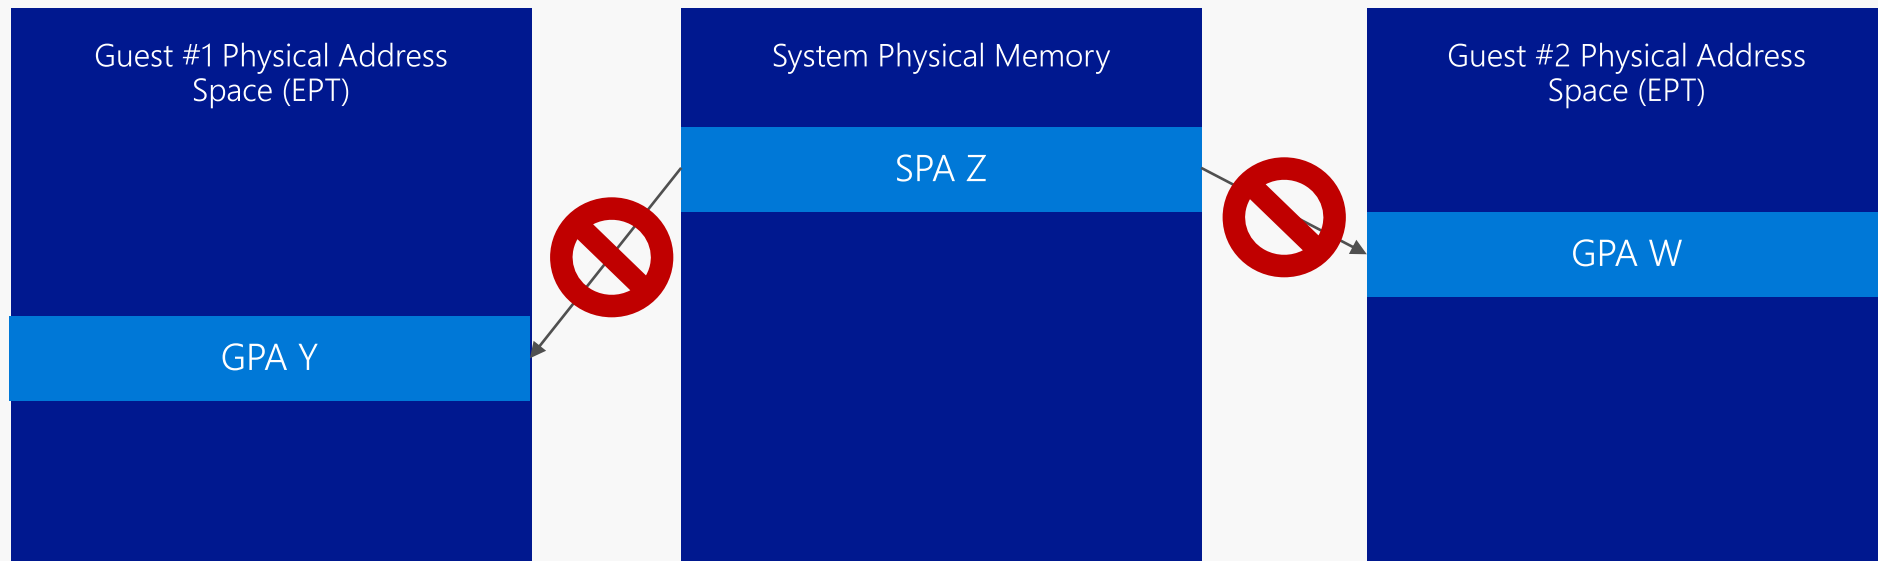 Guest #1 Physical Address
Space (EPT)
System Physical Memory
Guest #2 Physical Address
Space (EPT)
SPA Z
GPA W
GPA Y